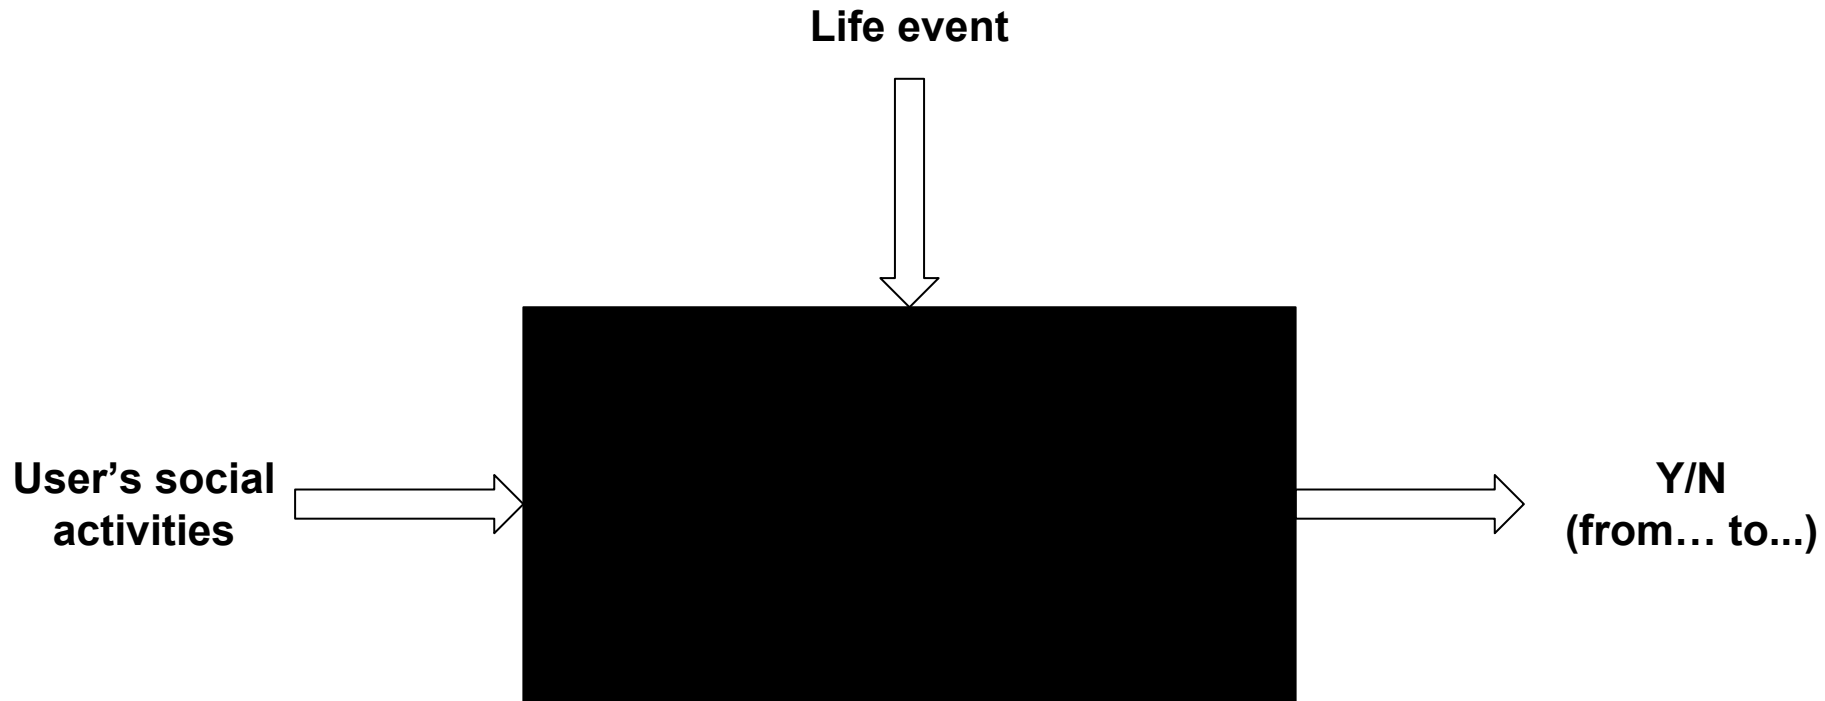 Life event
User’s social
activities
Y/N
(from… to...)